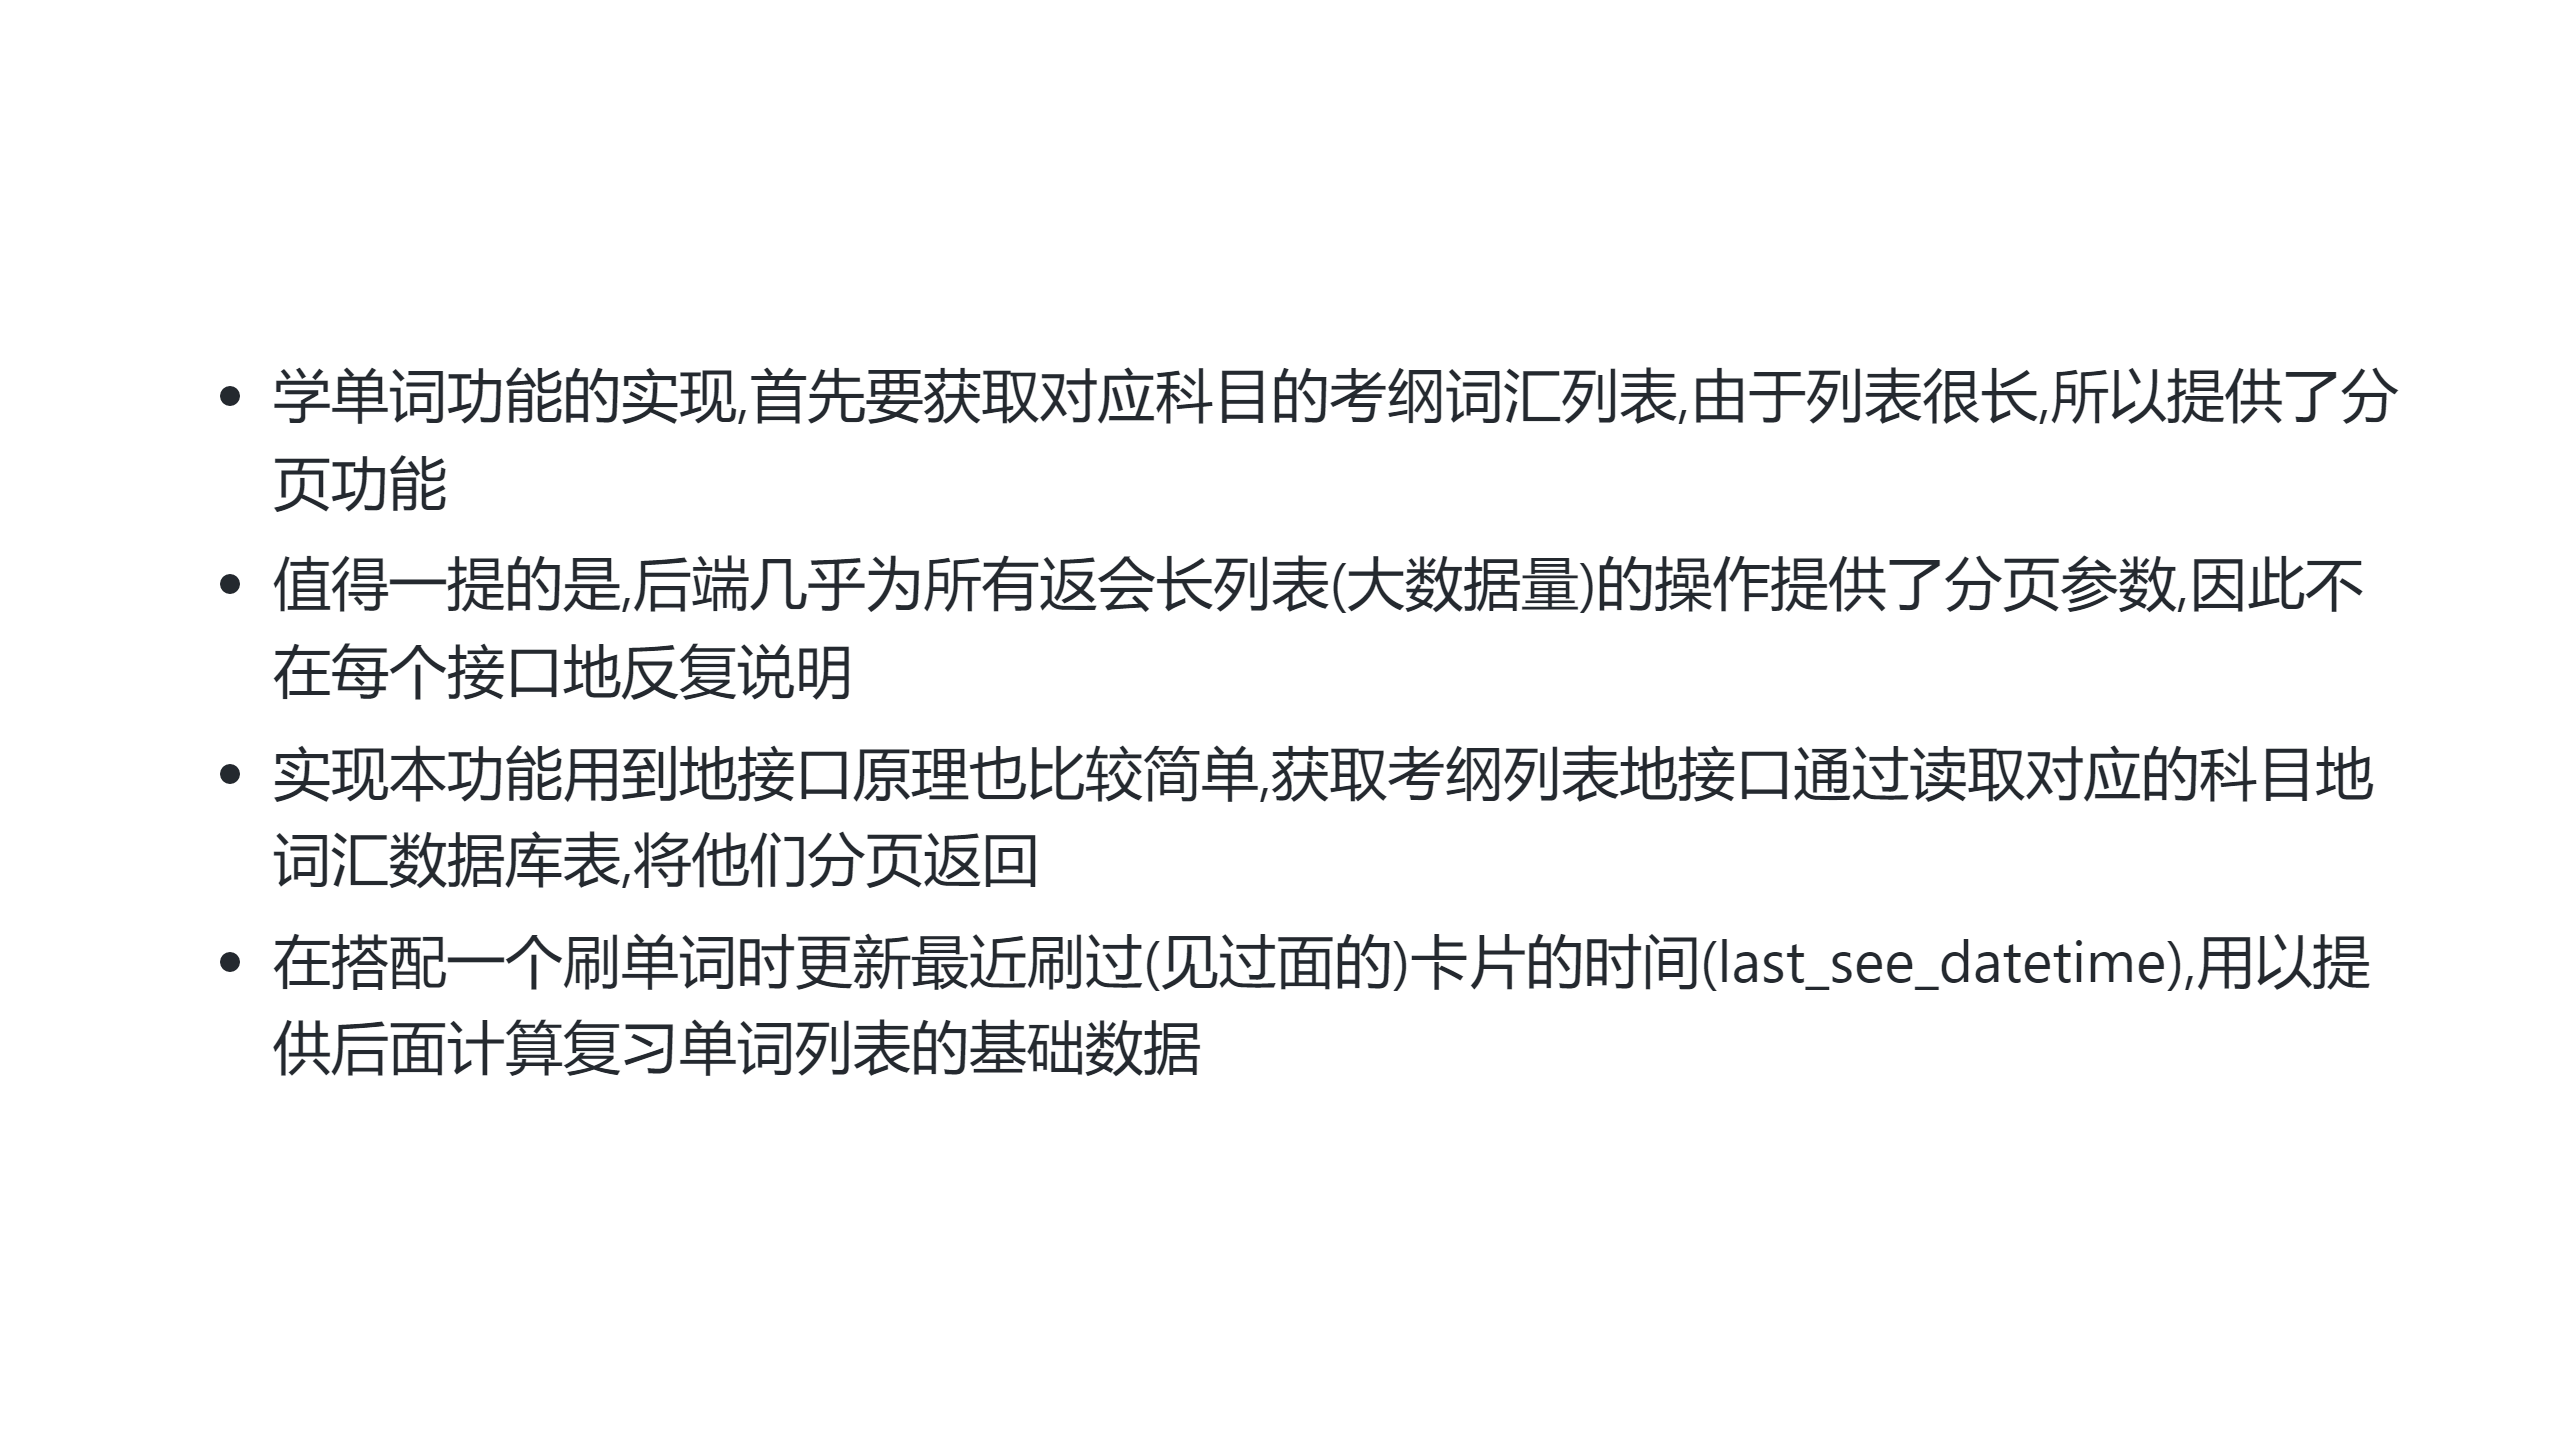 学单词功能的实现,首先要获取对应科目的考纲词汇列表,由于列表很长,所以提供了分
页功能
值得一提的是,后端几乎为所有返会长列表(大数据量)的操作提供了分页参数,因此不
在每个接口地反复说明
实现本功能用到地接口原理也比较简单,获取考纲列表地接口通过读取对应的科目地
词汇数据库表,将他们分页返回
在搭配一个刷单词时更新最近刷过(见过面的)卡片的时间(last_see_datetime),用以提
供后面计算复习单词列表的基础数据